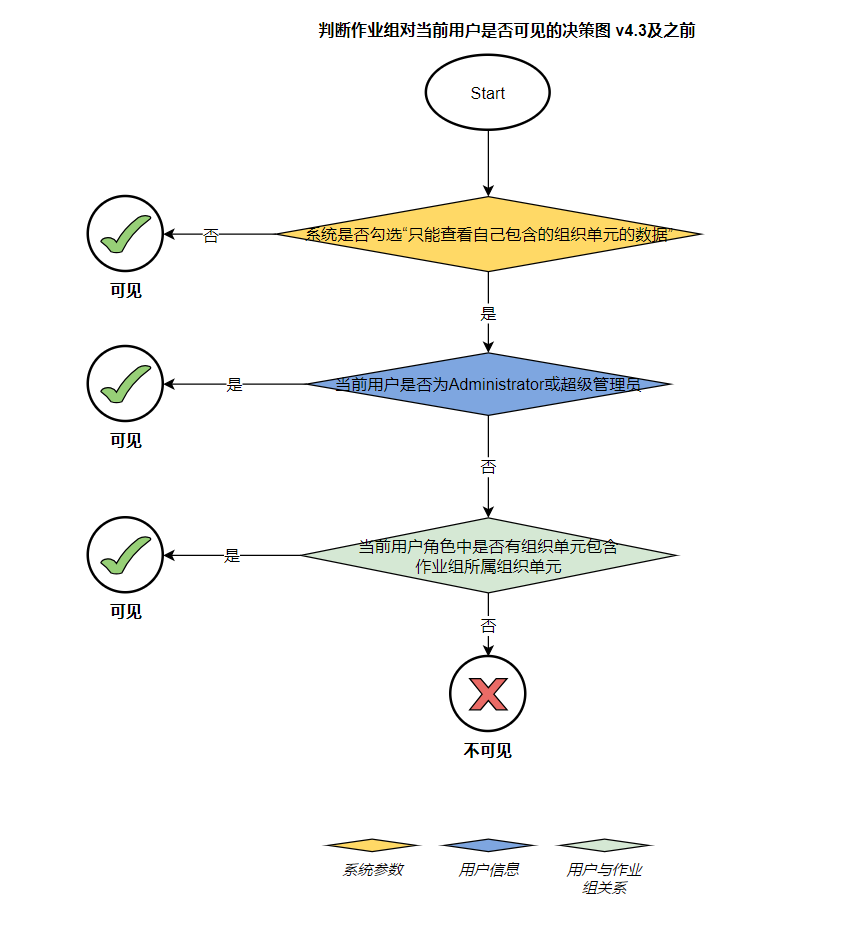 判断作业组对当前用户是否可见的决策图 v4.3及之前
Start
系统是否勾选“只能查看自己包含的组织单元的数据”
否
可见
是
当前用户是否为Administrator或超级管理员
是
可见
否
当前用户角色中是否有组织单元包含
作业组所属组织单元
是
可见
否
不可见
系统参数
用户信息
用户与作业
组关系